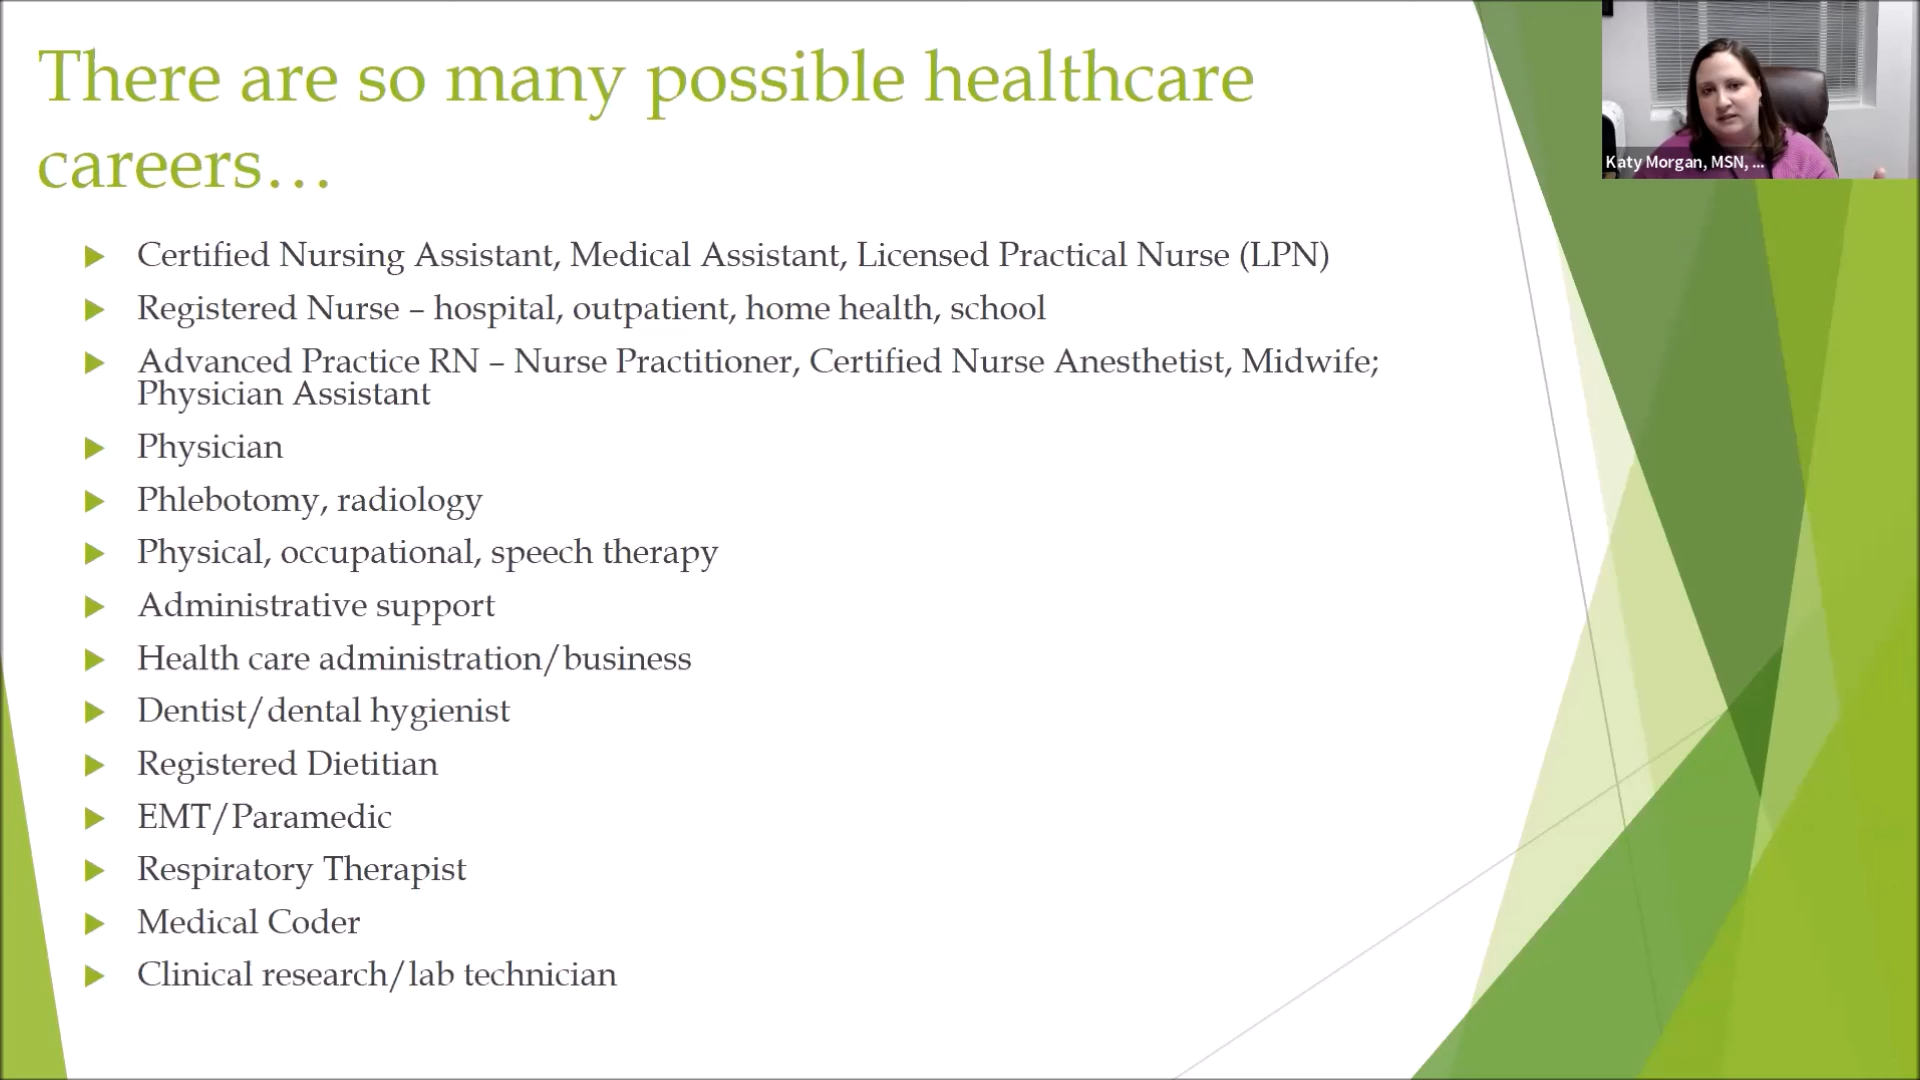 There are so many possible healthcare
careers…
Certified Nursing Assistant, Medical Assistant, Licensed Practical Nurse (LPN)
Registered Nurse – hospital, outpatient, home health, school
Advanced Practice RN – Nurse Practitioner, Certified Nurse Anesthetist, Midwife;
Physician Assistant
Physician
Phlebotomy, radiology
Physical, occupational, speech therapy
Administrative support
Health care administration/business
Dentist/dental hygienist
Registered Dietitian
EMT/Paramedic
Respiratory Therapist
Medical Coder
Clinical research/lab technician
Katy Morgan, MSN, ...